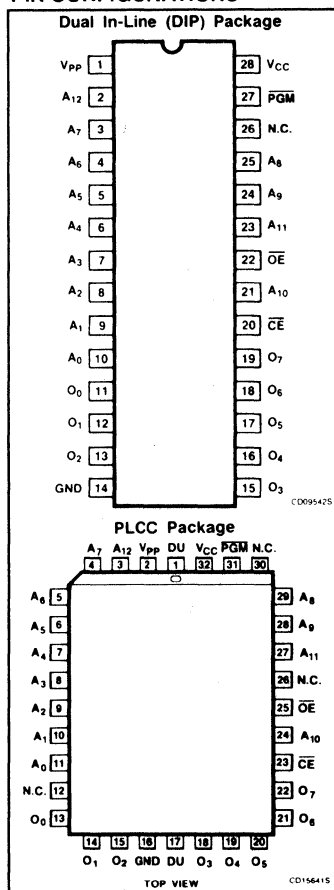 PIN CONFIGURATIONS
Dual In-Line (DIP) Package
VPP 1 28 VCC
A12 2 27 PGM
A7 3 26 N.C.
A6 4 25 A8
A5 5 24 A9
A4 6 23 A11
A3 7 22 OE
A2 8 21 A10
A1 9 20 CE
A0 10 19 O7
O0 11 18 O6
O1 12 17 O5
O2 13 16 O4
GND 14 15 O3
CD09542S
PLCC Package
A7 A12 VPP DU VCC PGM N.C.
4 3 2 1 32 31 30
A6 5 29 A8
A5 6 28 A9
A4 7 27 A11
A3 8 26 N.C.
A2 9 25 OE
A1 10 24 A10
A0 11 23 CE
N.C. 12 22 O7
O0 13 21 O6
14 15 16 17 18 19 20
O1 O2 GND DU O3 O4 O5
TOP VIEW
CD15641S